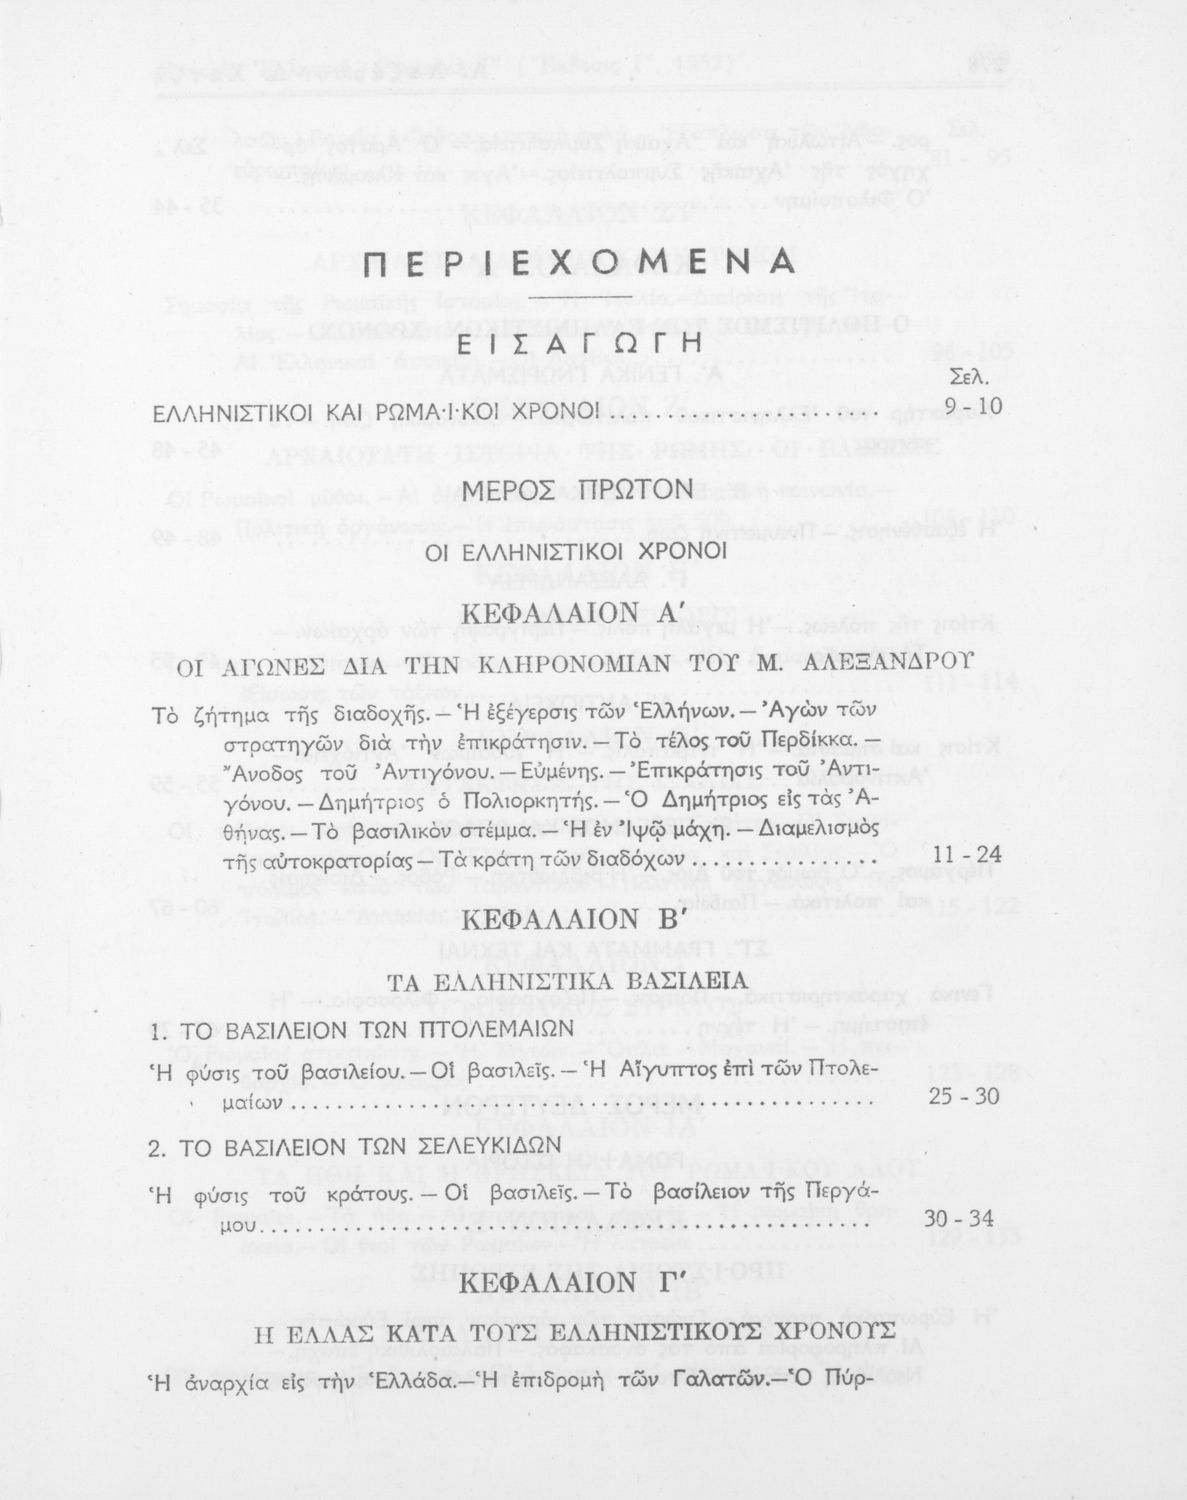 ΠΕΡΙΕΧΟΜΕΝΑ
ΕΙΣΑΓΩΓΗ
Σελ.
ΕΛΛΗΝΙΣΤΙΚΟΙ ΚΑΙ ΡΩΜΑ·Ι·ΚΟΙ ΧΡΟΝΟΙ ......................... 9 - 10
ΜΕΡΟΣ ΠΡΩΤΟΝ
ΟΙ ΕΛΛΗΝΙΣΤΙΚΟΙ ΧΡΟΝΟΙ
ΚΕΦΑΛΑΙΟΝ Α′
ΟΙ ΑΓΩΝΕΣ ΔΙΑ ΤΗΝ ΚΛΗΡΟΝΟΜΙΑΝ ΤΟΥ Μ. ΑΛΕΞΑΝΔΡΟΥ
Τὸ ζήτημα τῆς διαδοχῆς. — Ἡ ἐξέγερσις τῶν Ἑλλήνων. — Ἀγὼν τῶν
στρατηγῶν διὰ τὴν ἐπικράτησιν. — Τὸ τέλος τοῦ Περδίκκα. —
Ἄνοδος τοῦ Ἀντιγόνου. — Εὐμένης. — Ἐπικράτησις τοῦ Ἀντι-
γόνου. — Δημήτριος ὁ Πολιορκητής. — Ὁ Δημήτριος εἰς τὰς Ἀ-
θήνας. — Τὸ βασιλικὸν στέμμα. — Ἡ ἐν Ἰψῷ μάχη. — Διαμελισμὸς
τῆς αὐτοκρατορίας — Τὰ κράτη τῶν διαδόχων ................ 11 - 24
ΚΕΦΑΛΑΙΟΝ Β′
ΤΑ ΕΛΛΗΝΙΣΤΙΚΑ ΒΑΣΙΛΕΙΑ
1. ΤΟ ΒΑΣΙΛΕΙΟΝ ΤΩΝ ΠΤΟΛΕΜΑΙΩΝ
Ἡ φύσις τοῦ βασιλείου. — Οἱ βασιλεῖς. — Ἡ Αἴγυπτος ἐπὶ τῶν Πτολε-
μαίων ...................................................... 25 - 30
2. ΤΟ ΒΑΣΙΛΕΙΟΝ ΤΩΝ ΣΕΛΕΥΚΙΔΩΝ
Ἡ φύσις τοῦ κράτους. — Οἱ βασιλεῖς. — Τὸ βασίλειον τῆς Περγά-
μου......................................................... 30 - 34
ΚΕΦΑΛΑΙΟΝ Γ′
Η ΕΛΛΑΣ ΚΑΤΑ ΤΟΥΣ ΕΛΛΗΝΙΣΤΙΚΟΥΣ ΧΡΟΝΟΥΣ
Ἡ ἀναρχία εἰς τὴν Ἑλλάδα.—Ἡ ἐπιδρομὴ τῶν Γαλατῶν.—Ὁ Πύρ-